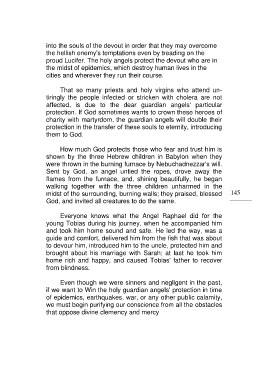 into the souls of the devout in order that they may overcome
the hellish enemy's temptations even by treading on the
proud Lucifer. The holy angels protect the devout who are in
the midst of epidemics, which destroy human lives in the
cities and wherever they run their course.
That so many priests and holy virgins who attend un-
tiringly the people infected or stricken with cholera are not
affected, is due to the dear guardian angels' particular
protection. If God sometimes wants to crown these heroes of
charity with martyrdom, the guardian angels will double their
protection in the transfer of these souls to eternity, introducing
them to God.
How much God protects those who fear and trust him is
shown by the three Hebrew children in Babylon when they
were thrown in the burning furnace by Nebuchadnezzar's will.
Sent by God, an angel untied the ropes, drove away the
flames from the furnace, and, shining beautifully, he began
walking together with the three children unharmed in the
midst of the surrounding, burning walls; they praised, blessed
God, and invited all creatures to do the same.
145
Everyone knows what the Angel Raphael did for the
young Tobias during his journey, when he accompanied him
and took him home sound and safe. He led the way, was a
guide and comfort, delivered him from the fish that was about
to devour him, introduced him to the uncle, protected him and
brought about his marriage with Sarah; at last he took him
home rich and happy, and caused Tobias' father to recover
from blindness.
Even though we were sinners and negligent in the past,
if we want to Win the holy guardian angels' protection in time
of epidemics, earthquakes, war, or any other public calamity,
we must begin purifying our conscience from all the obstacles
that oppose divine clemency and mercy